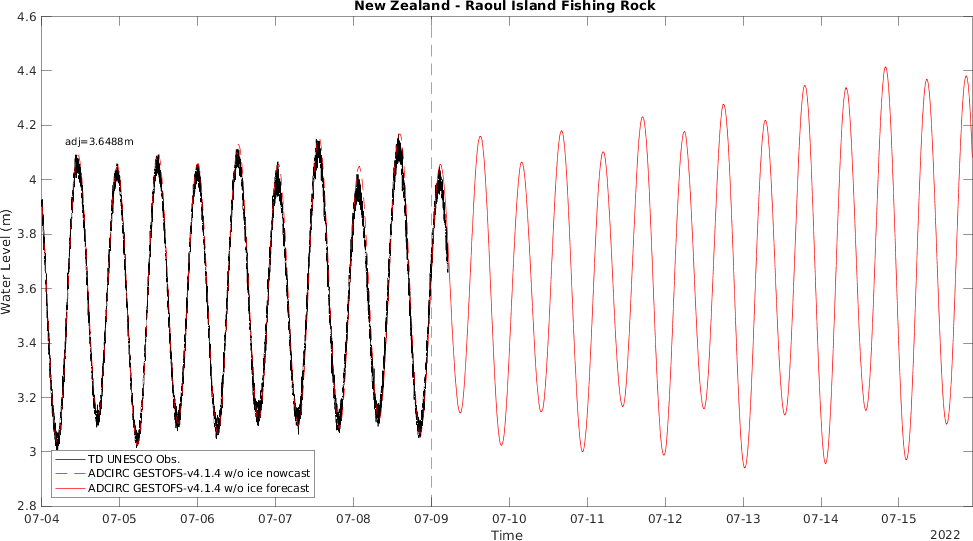 New Zealand - Raoul Island Fishing Rock
4.6
4.4
4.2
4
3.8
3.6
3.4
3.2
3
2.8
Water Level (m)
adj=3.6488m
TD UNESCO Obs.
ADCIRC GESTOFS-v4.1.4 w/o ice nowcast
ADCIRC GESTOFS-v4.1.4 w/o ice forecast
07-04 07-05 07-06 07-07 07-08 07-09 07-10 07-11 07-12 07-13 07-14 07-15
Time
2022